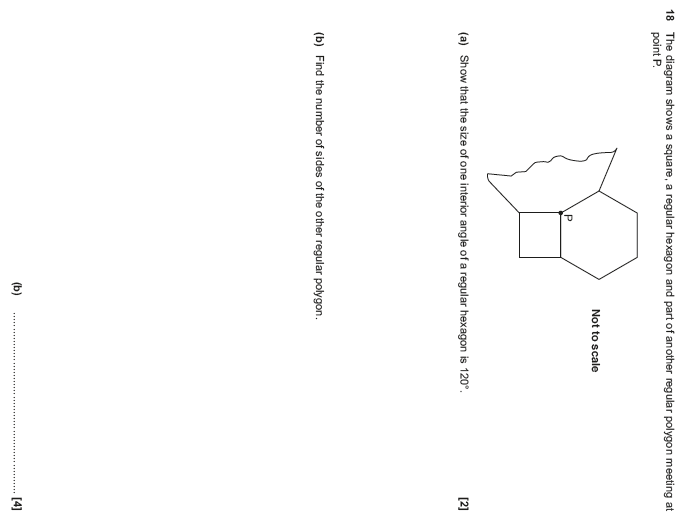 18 The diagram shows a square, a regular hexagon and part of another regular polygon meeting at
point P.
P
Not to scale
(a) Show that the size of one interior angle of a regular hexagon is 120°.
[2]
(b) Find the number of sides of the other regular polygon.
(b) .......................................................... [4]